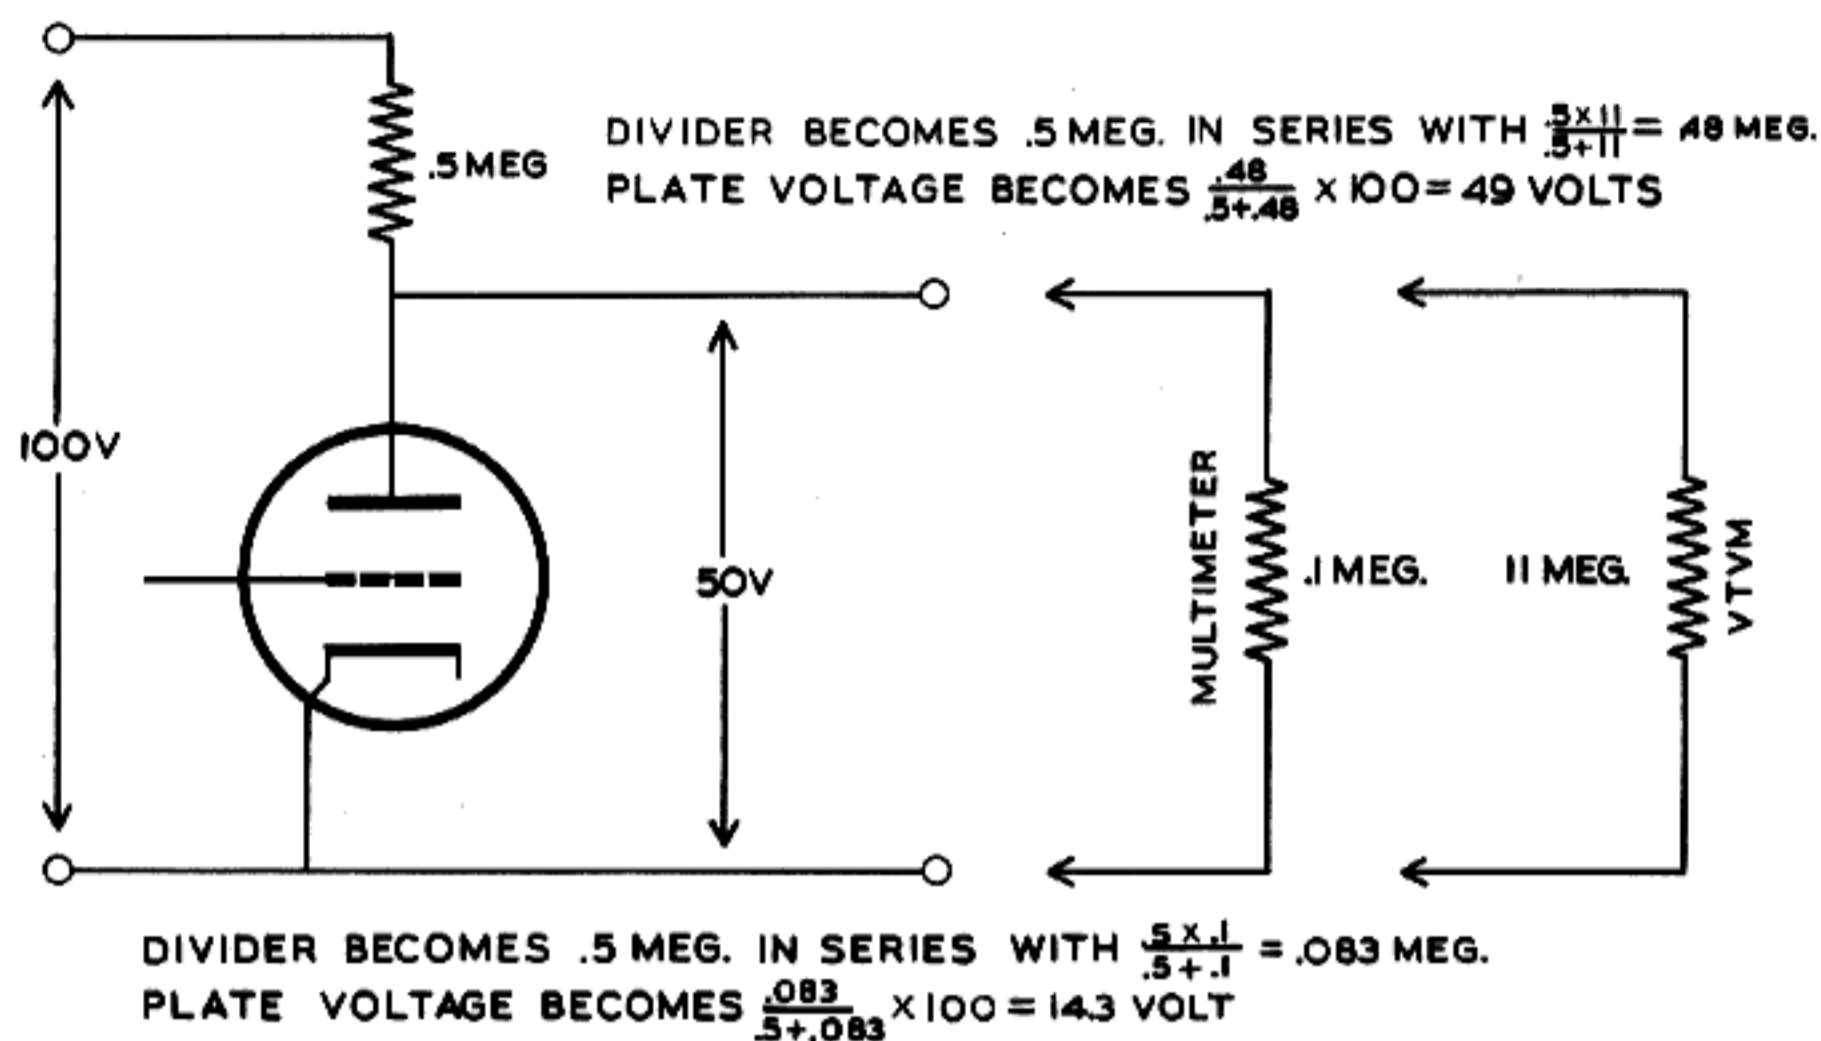 DIVIDER BECOMES .5 MEG. IN SERIES WITH .5 X 11 / .5 + 11 = .48 MEG.
PLATE VOLTAGE BECOMES .48 / .5+.48 X 100 = 49 VOLTS
.5 MEG
100V
50V
MULTIMETER
.1 MEG.
11 MEG.
VTVM
DIVIDER BECOMES .5 MEG. IN SERIES WITH .5 X .1 / .5 + .1 = .083 MEG.
PLATE VOLTAGE BECOMES .083 / .5+.083 X 100 = 14.3 VOLT